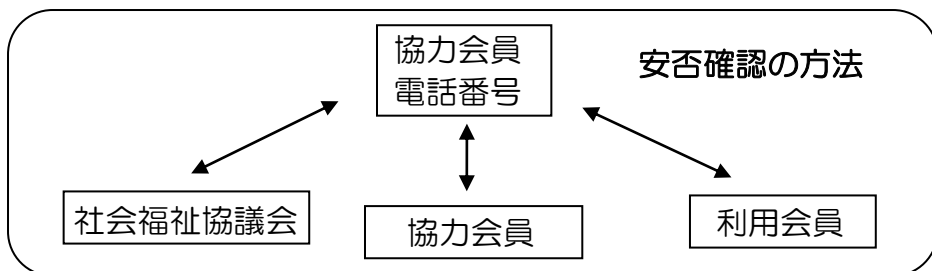 協力会員
電話番号
安否確認の方法
社会福祉協議会
協力会員
利用会員